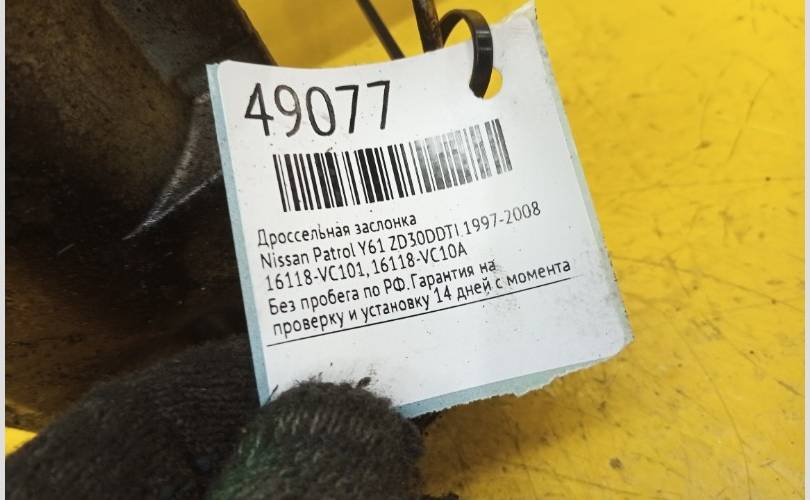 49077
Дроссельная заслонка
Nissan Patrol Y61 ZD30DDTI 1997-2008
16118-VC101, 16118-VC10A
Без пробега по РФ. Гарантия на
проверку и установку 14 дней с момента